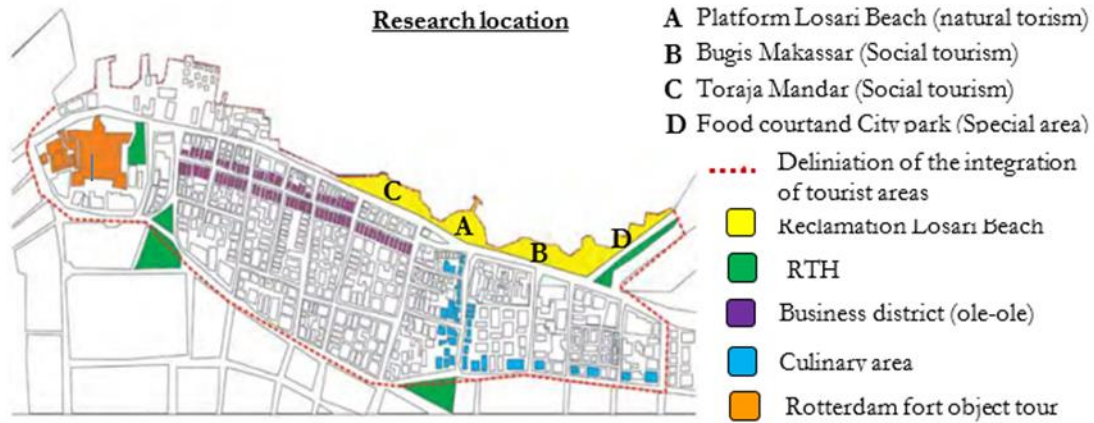 Research location
A Platform Losari Beach (natural torism)
B Bugis Makassar (Social tourism)
C Toraja Mandar (Social tourism)
D Food courtand City park (Special area)
Deliniation of the integration
of tourist areas
Reclamation Losari Beach
RTH
Business district (ole-ole)
Culinary area
Rotterdam fort object tour
C
A
B
D